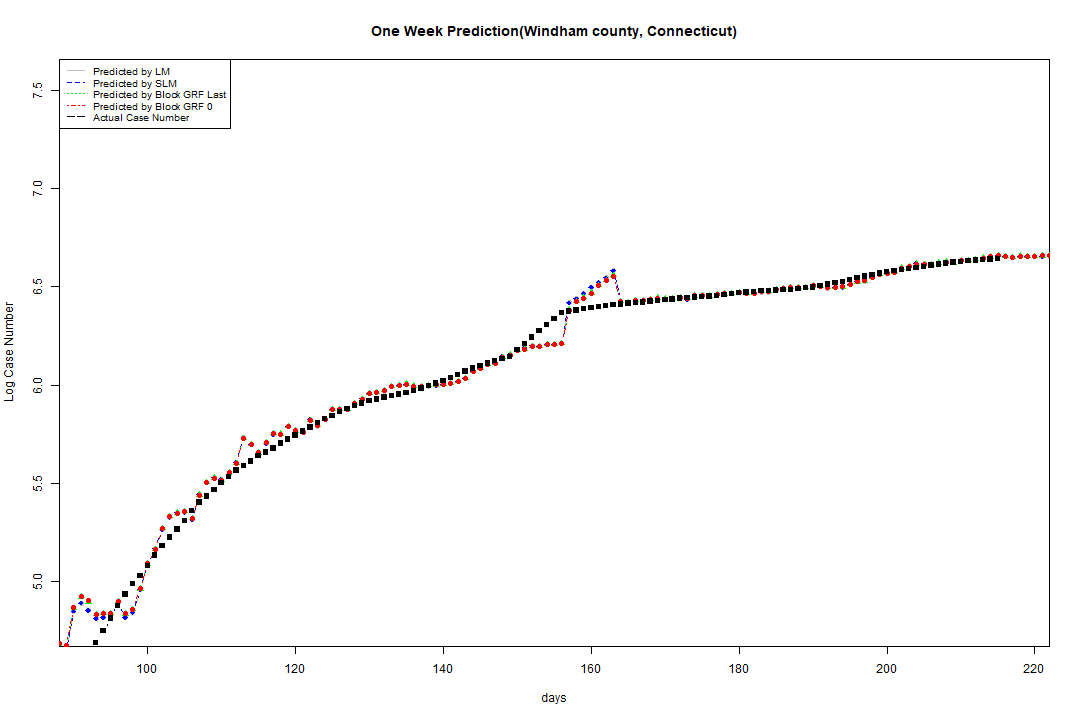 One Week Prediction(Windham county, Connecticut)
Predicted by LM
Predicted by SLM
Predicted by Block GRF Last
Predicted by Block GRF 0
Actual Case Number
7.5
7.0
6.5
6.0
5.5
5.0
Log Case Number
100 120 140 160 180 200 220
days